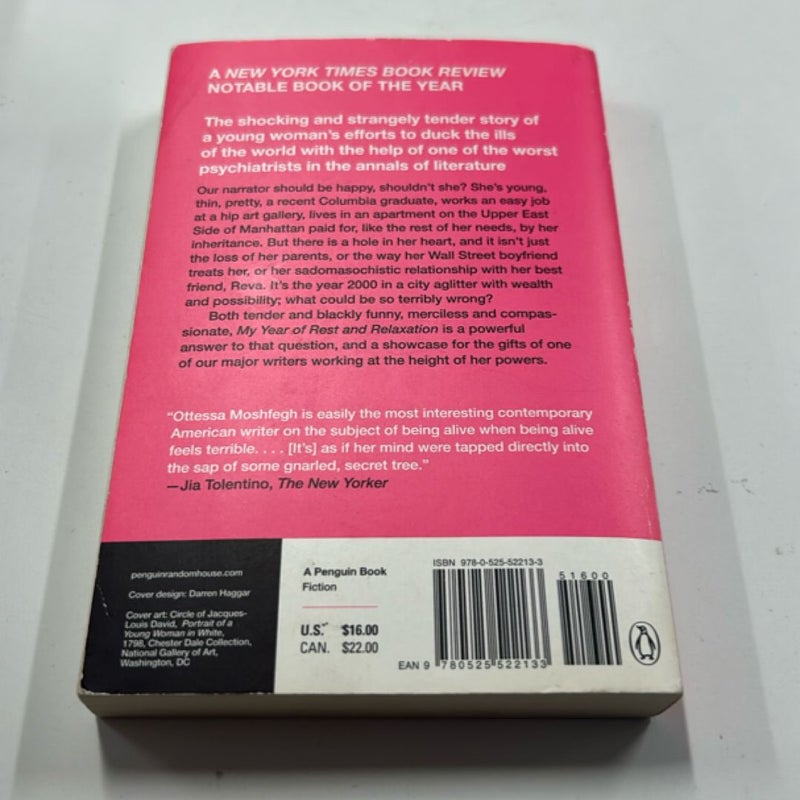 A NEW YORK TIMES BOOK REVIEW
NOTABLE BOOK OF THE YEAR
The shocking and strangely tender story of
a young woman's efforts to duck the ills
of the world with the help of one of the worst
psychiatrists in the annals of literature
Our narrator should be happy, shouldn't she? She's young,
thin, pretty, a recent Columbia graduate, works an easy job
at a hip art gallery, lives in an apartment on the Upper East
Side of Manhattan paid for, like the rest of her needs, by her
inheritance. But there is a hole in her heart, and it isn't just
the loss of her parents, or the way her Wall Street boyfriend
treats her, or her sadomasochistic relationship with her best
friend, Reva. It's the year 2000 in a city aglitter with wealth
and possibility; what could be so terribly wrong?
Both tender and blackly funny, merciless and compas-
sionate, My Year of Rest and Relaxation is a powerful
answer to that question, and a showcase for the gifts of one
of our major writers working at the height of her powers.
“Ottessa Moshfegh is easily the most interesting contemporary
American writer on the subject of being alive when being alive
feels terrible. . . . [It's] as if her mind were tapped directly into
the sap of some gnarled, secret tree.”
—Jia Tolentino, The New Yorker
penguinrandomhouse.com
Cover design: Darren Haggar
Cover art: Circle of Jacques-
Louis David, Portrait of a
Young Woman in White,
1798, Chester Dale Collection,
National Gallery of Art,
Washington, DC
A Penguin Book
Fiction
U.S. $16.00
CAN. $22.00
ISBN 978-0-525-52213-3
51600
EAN 9 780525 522133